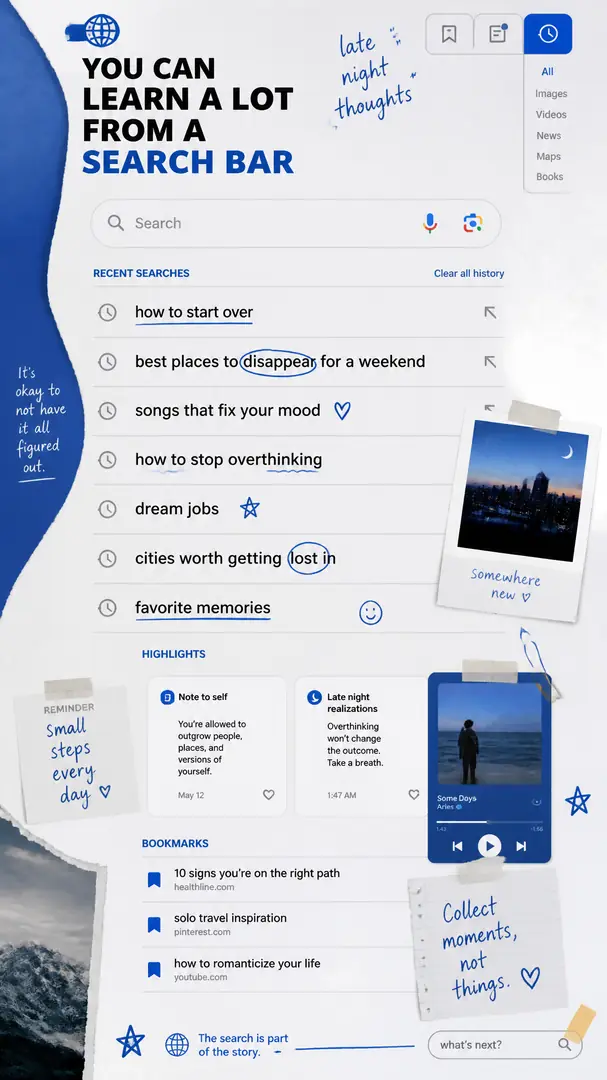 late
night
thoughts
YOU CAN
LEARN A LOT
FROM A
SEARCH BAR
All
Images
Videos
News
Maps
Books
Search
RECENT SEARCHES
Clear all history
how to start over
best places to disappear for a weekend
songs that fix your mood
how to stop overthinking
dream jobs
cities worth getting lost in
favorite memories
It's
okay to
not have
it all
figured
out.
Somewhere
new
HIGHLIGHTS
REMINDER
Small
steps
every
day
Note to self
You're allowed to
outgrow people,
places, and
versions of
yourself.
May 12
Late night
realizations
Overthinking
won't change
the outcome.
Take a breath.
1:47 AM
Some Days
Aries
BOOKMARKS
10 signs you're on the right path
healthline.com
solo travel inspiration
pinterest.com
how to romanticize your life
youtube.com
Collect
moments,
not
things.
The search is part
of the story.
what's next?